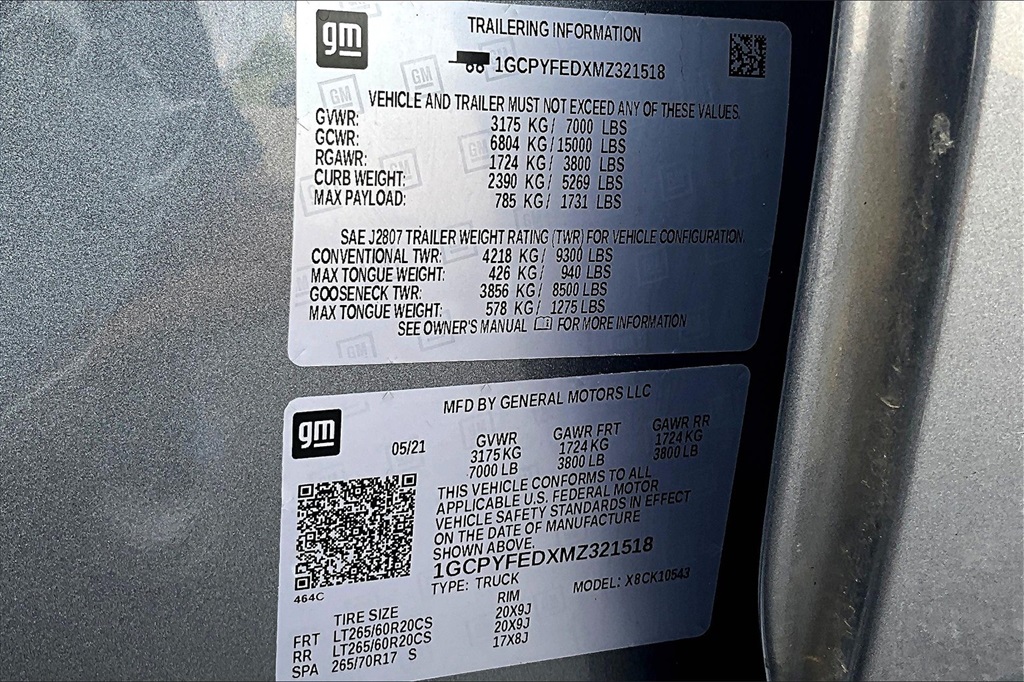 gm
TRAILERING INFORMATION
1GCPYFEDXMZ321518
VEHICLE AND TRAILER MUST NOT EXCEED ANY OF THESE VALUES.
GVWR: 3175 KG/ 7000 LBS
GCWR: 6804 KG/ 15000 LBS
RGAWR: 1724 KG/ 3800 LBS
CURB WEIGHT: 2390 KG/ 5269 LBS
MAX PAYLOAD: 785 KG/ 1731 LBS
SAE J2807 TRAILER WEIGHT RATING (TWR) FOR VEHICLE CONFIGURATION.
CONVENTIONAL TWR: 4218 KG/ 9300 LBS
MAX TONGUE WEIGHT: 426 KG/ 940 LBS
GOOSENECK TWR: 3856 KG/ 8500 LBS
MAX TONGUE WEIGHT: 578 KG/ 1275 LBS
SEE OWNER'S MANUAL FOR MORE INFORMATION
gm
MFD BY GENERAL MOTORS LLC
05/21 GVWR GAWR FRT GAWR RR
3175 KG 1724 KG 1724 KG
7000 LB 3800 LB 3800 LB
THIS VEHICLE CONFORMS TO ALL
APPLICABLE U.S. FEDERAL MOTOR
VEHICLE SAFETY STANDARDS IN EFFECT
ON THE DATE OF MANUFACTURE
SHOWN ABOVE.
1GCPYFEDXMZ321518
TYPE: TRUCK MODEL: X8CK10543
464C
TIRE SIZE RIM
FRT LT265/60R20CS 20X9J
RR LT265/60R20CS 20X9J
SPA 265/70R17 S 17X8J